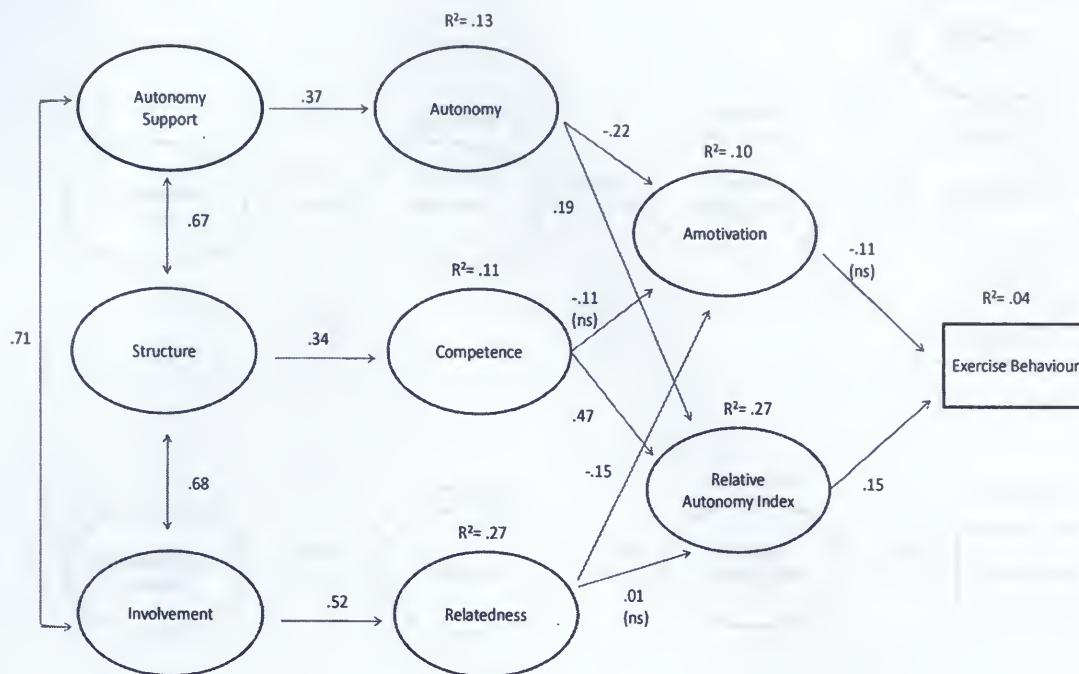 R²= .13
Autonomy
Support
.37
Autonomy
-.22
R²= .10
.67
.19
Amotivation
-.11
(ns)
R²= .11
-.11
(ns)
R²= .04
.71
Structure
.34
Competence
Exercise Behaviour
.47
R²= .27
.68
-.15
Relative
Autonomy Index
.15
R²= .27
Involvement
.52
Relatedness
.01
(ns)